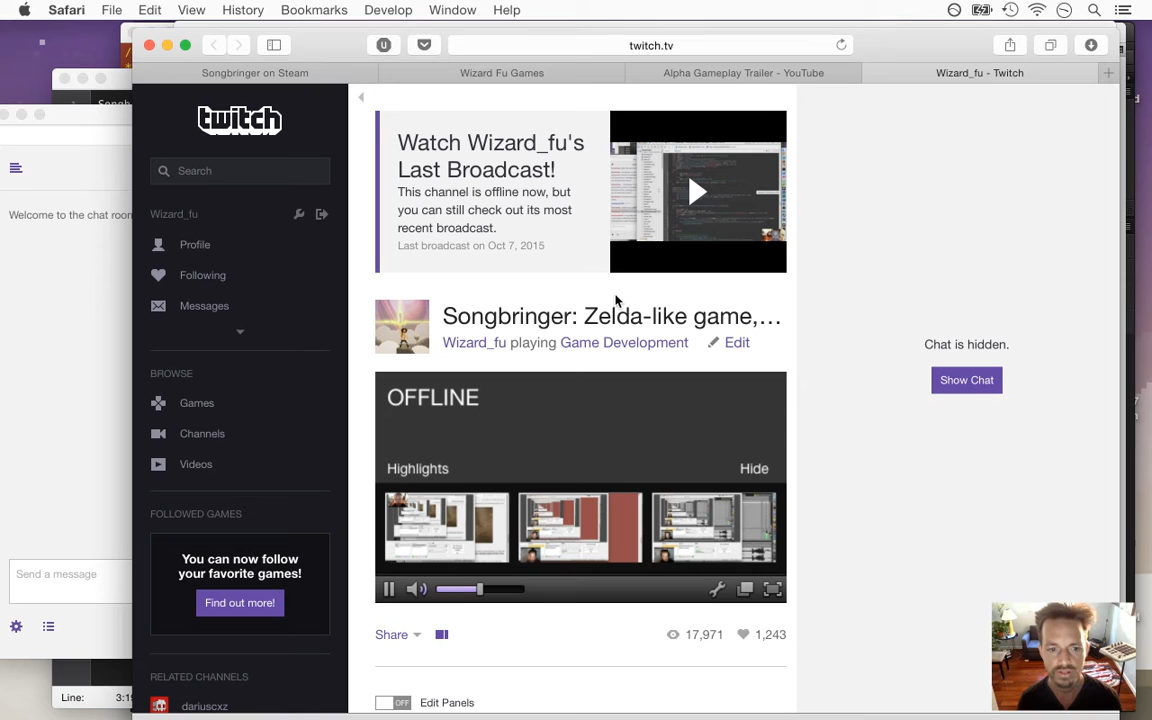 Safari File Edit View History Bookmarks Develop Window Help
twitch.tv
Songbringer on Steam
Wizard Fu Games
Alpha Gameplay Trailer - YouTube
Wizard_fu - Twitch
twitch
Search
Wizard_fu
Profile
Following
Messages
BROWSE
Games
Channels
Videos
FOLLOWED GAMES
You can now follow
your favorite games!
Find out more!
RELATED CHANNELS
dariuscxz
Watch Wizard_fu's
Last Broadcast!
This channel is offline now, but
you can still check out its most
recent broadcast.
Last broadcast on Oct 7, 2015
Songbringer: Zelda-like game,...
Wizard_fu playing Game Development Edit
OFFLINE
Highlights Hide
Share 17,971 1,243
OFF Edit Panels
Chat is hidden.
Show Chat
Welcome to the chat roo
Send a message
Line: 3:1